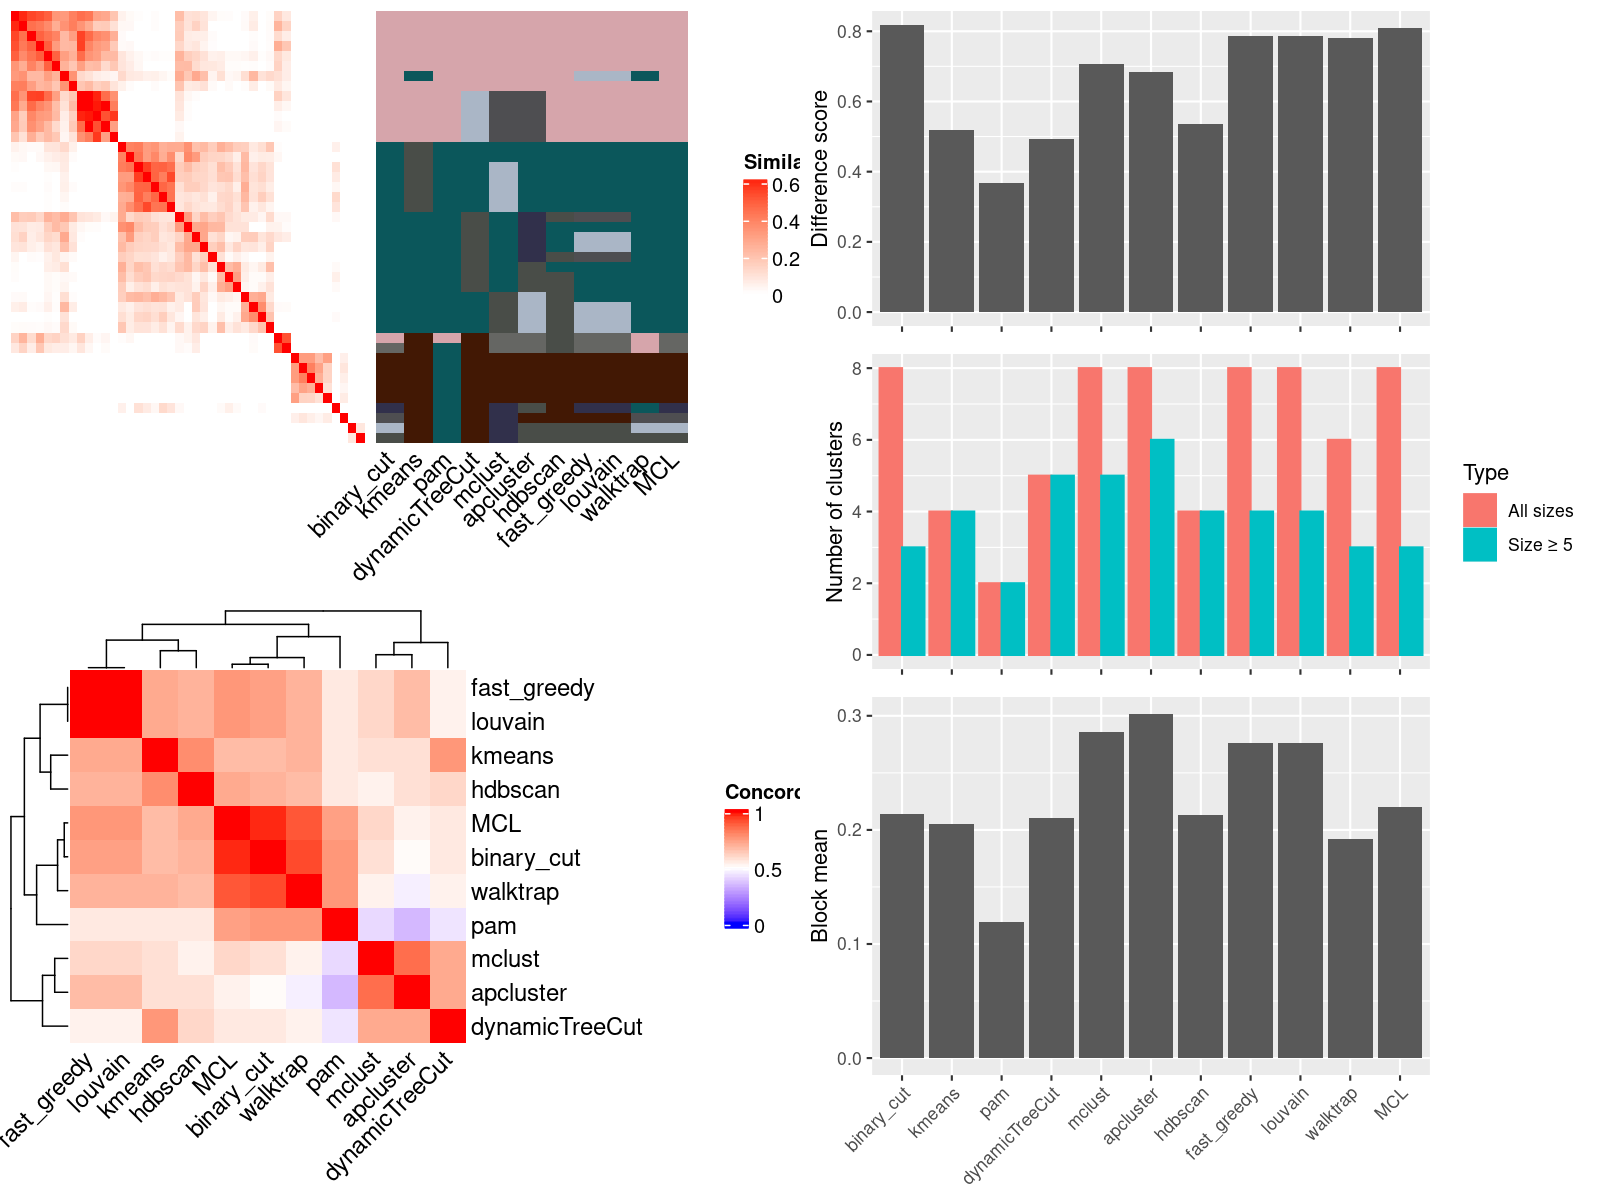 Simila
0.6
0.4
0.2
0
binary_cut
kmeans
pam
dynamicTreeCut
mclust
apcluster
hdbscan
fast_greedy
louvain
walktrap
MCL
Difference score
0.8
0.6
0.4
0.2
0.0
Number of clusters
8
6
4
2
0
Type
All sizes
Size ≥ 5
fast_greedy
louvain
kmeans
hdbscan
MCL
binary_cut
walktrap
pam
mclust
apcluster
dynamicTreeCut
fast_greedy
louvain
kmeans
hdbscan
MCL
binary_cut
walktrap
pam
mclust
apcluster
dynamicTreeCut
Concord
1
0.5
0
Block mean
0.3
0.2
0.1
0.0
binary_cut
kmeans
pam
dynamicTreeCut
mclust
apcluster
hdbscan
fast_greedy
louvain
walktrap
MCL